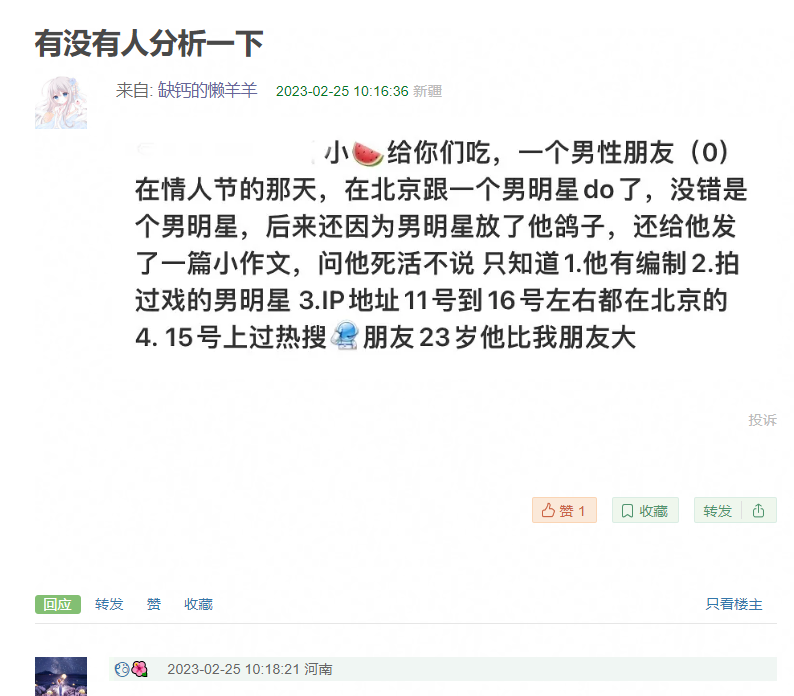 有没有人分析一下
来自: 缺钙的懒羊羊 2023-02-25 10:16:36 新疆
小🍉给你们吃，一个男性朋友（0）
在情人节的那天，在北京跟一个男明星do了，没错是
个男明星，后来还因为男明星放了他鸽子，还给他发
了一篇小作文，问他死活不说 只知道1.他有编制2.拍
过戏的男明星 3.IP地址11号到16号左右都在北京的
4. 15号上过热搜 朋友23岁他比我朋友大
投诉
赞 1 收藏 转发
回应 转发 赞 收藏 只看楼主
2023-02-25 10:18:21 河南